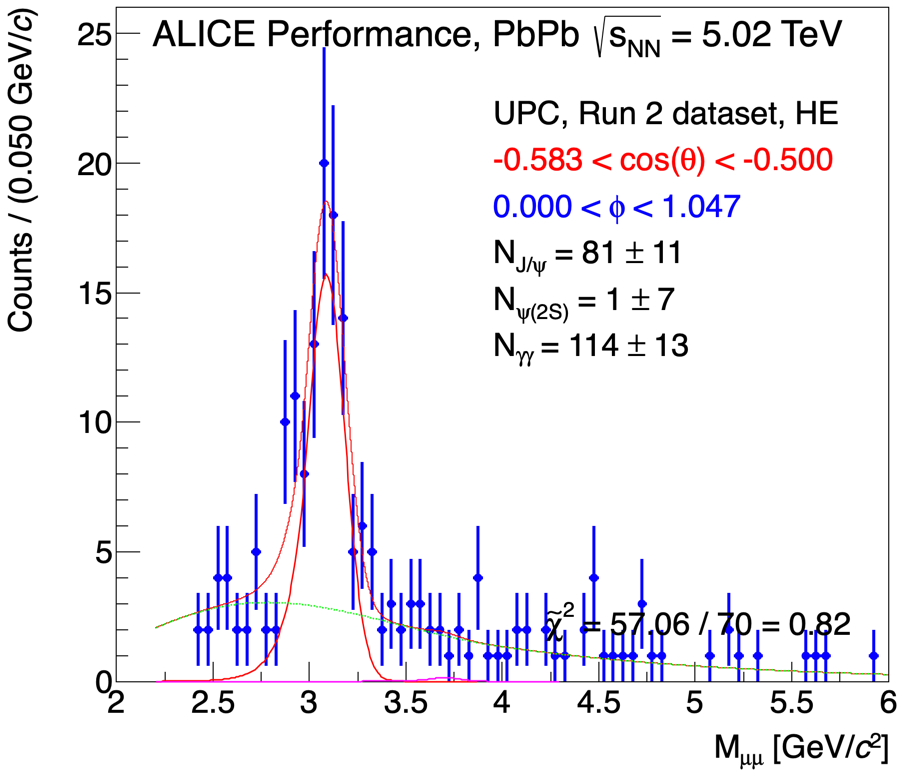 ALICE Performance, PbPb √sNN = 5.02 TeV
UPC, Run 2 dataset, HE
-0.583 < cos(θ) < -0.500
0.000 < ϕ < 1.047
NJ/ψ = 81 ± 11
Nψ(2S) = 1 ± 7
Nγγ = 114 ± 13
χ̃² = 57.06 / 70 = 0.82
Counts / (0.050 GeV/c)
25
20
15
10
5
0
2 2.5 3 3.5 4 4.5 5 5.5 6
Mμμ [GeV/c²]